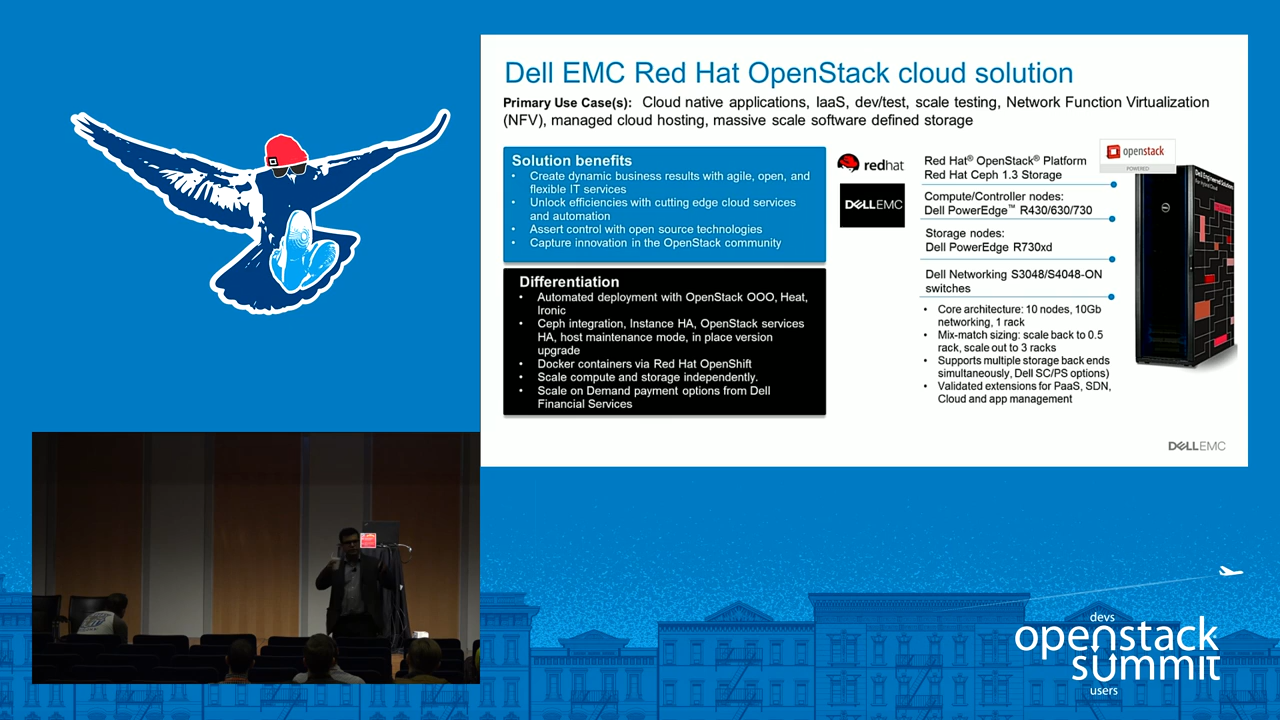 Dell EMC Red Hat OpenStack cloud solution
Primary Use Case(s): Cloud native applications, IaaS, dev/test, scale testing, Network Function Virtualization
(NFV), managed cloud hosting, massive scale software defined storage
Solution benefits
• Create dynamic business results with agile, open, and
flexible IT services
• Unlock efficiencies with cutting edge cloud services
and automation
• Assert control with open source technologies
• Capture innovation in the OpenStack community
Differentiation
• Automated deployment with OpenStack OOO, Heat,
Ironic
• Ceph integration, Instance HA, OpenStack services
HA, host maintenance mode, in place version
upgrade
• Docker containers via Red Hat OpenShift
• Scale compute and storage independently.
• Scale on Demand payment options from Dell
Financial Services
redhat
DELLEMC
Red Hat® OpenStack® Platform
Red Hat Ceph 1.3 Storage
Compute/Controller nodes:
Dell PowerEdge™ R430/630/730
Storage nodes:
Dell PowerEdge R730xd
Dell Networking S3048/S4048-ON
switches
• Core architecture: 10 nodes, 10Gb
networking, 1 rack
• Mix-match sizing: scale back to 0.5
rack, scale out to 3 racks
• Supports multiple storage back ends
simultaneously, Dell SC/PS options)
• Validated extensions for PaaS, SDN,
Cloud and app management
openstack
POWERED
Dell Engineered Solutions
For Hybrid Cloud
DELL
DELLEMC
devs
openstack
summit
users